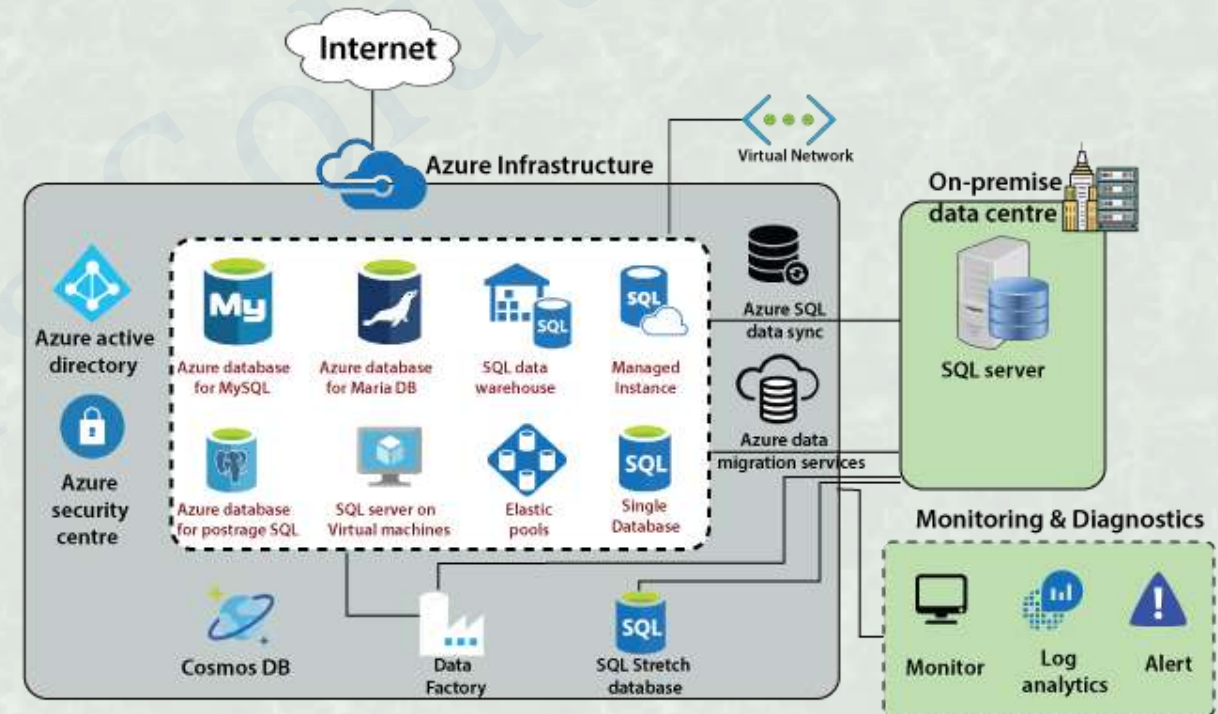 Internet
Azure Infrastructure
Virtual Network
On-premise
data centre
Azure active
directory
My
Azure database
for MySQL
Azure database
for Maria DB
SQL
SQL data
warehouse
SQL
Managed
Instance
Azure SQL
data sync
SQL server
Azure
security
centre
Azure database
for postrage SQL
SQL server on
Virtual machines
Elastic
pools
SQL
Single
Database
Azure data
migration services
Cosmos DB
Data
Factory
SQL
SQL Stretch
database
Monitoring & Diagnostics
Monitor
Log
analytics
Alert